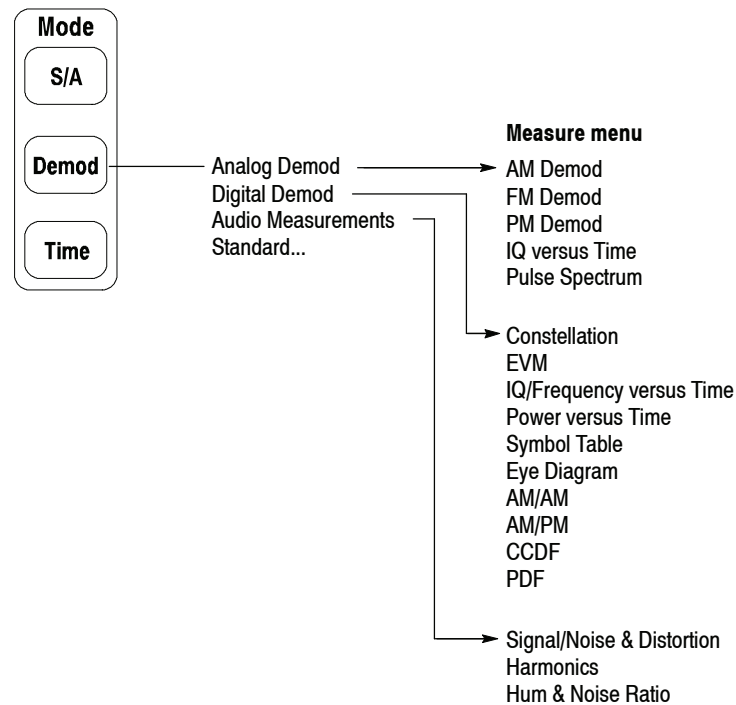 Mode
S/A
Demod
Time
Analog Demod
Digital Demod
Audio Measurements
Standard...
Measure menu
AM Demod
FM Demod
PM Demod
IQ versus Time
Pulse Spectrum
Constellation
EVM
IQ/Frequency versus Time
Power versus Time
Symbol Table
Eye Diagram
AM/AM
AM/PM
CCDF
PDF
Signal/Noise & Distortion
Harmonics
Hum & Noise Ratio